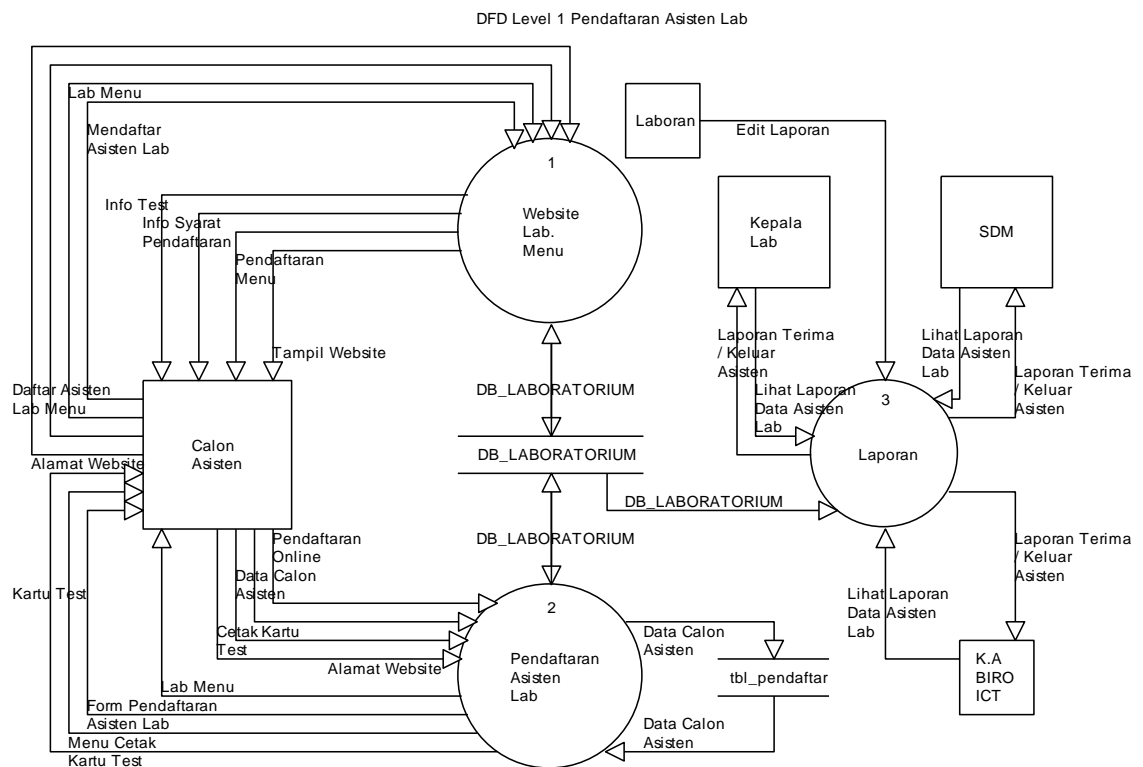 DFD Level 1 Pendaftaran Asisten Lab
Lab Menu
Mendaftar
Asisten Lab
Laboran
Edit Laporan
1
Website
Lab.
Menu
Info Test
Info Syarat
Pendaftaran
Pendaftaran
Menu
Tampil Website
Kepala
Lab
SDM
Laporan Terima
/ Keluar
Asisten
Lihat Laporan
Data Asisten
Lab
Lihat Laporan
Data Asisten
Lab
Laporan Terima
/ Keluar
Asisten
Daftar Asisten
Lab Menu
Alamat Website
Calon
Asisten
DB_LABORATORIUM
DB_LABORATORIUM
DB_LABORATORIUM
DB_LABORATORIUM
3
Laporan
Laporan Terima
/ Keluar
Asisten
Lihat Laporan
Data Asisten
Lab
K.A
BIRO
ICT
Kartu Test
Pendaftaran
Online
Data Calon
Asisten
Cetak Kartu
Test
Alamat Website
Lab Menu
Form Pendaftaran
Asisten Lab
Menu Cetak
Kartu Test
2
Pendaftaran
Asisten
Lab
Data Calon
Asisten
tbl_pendaftar
Data Calon
Asisten